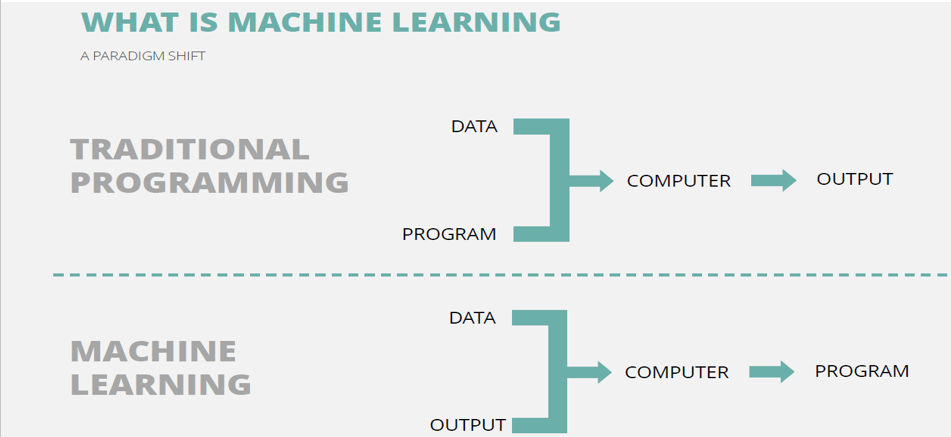 WHAT IS MACHINE LEARNING
A PARADIGM SHIFT
TRADITIONAL
PROGRAMMING
DATA
PROGRAM
COMPUTER
OUTPUT
MACHINE
LEARNING
DATA
OUTPUT
COMPUTER
PROGRAM